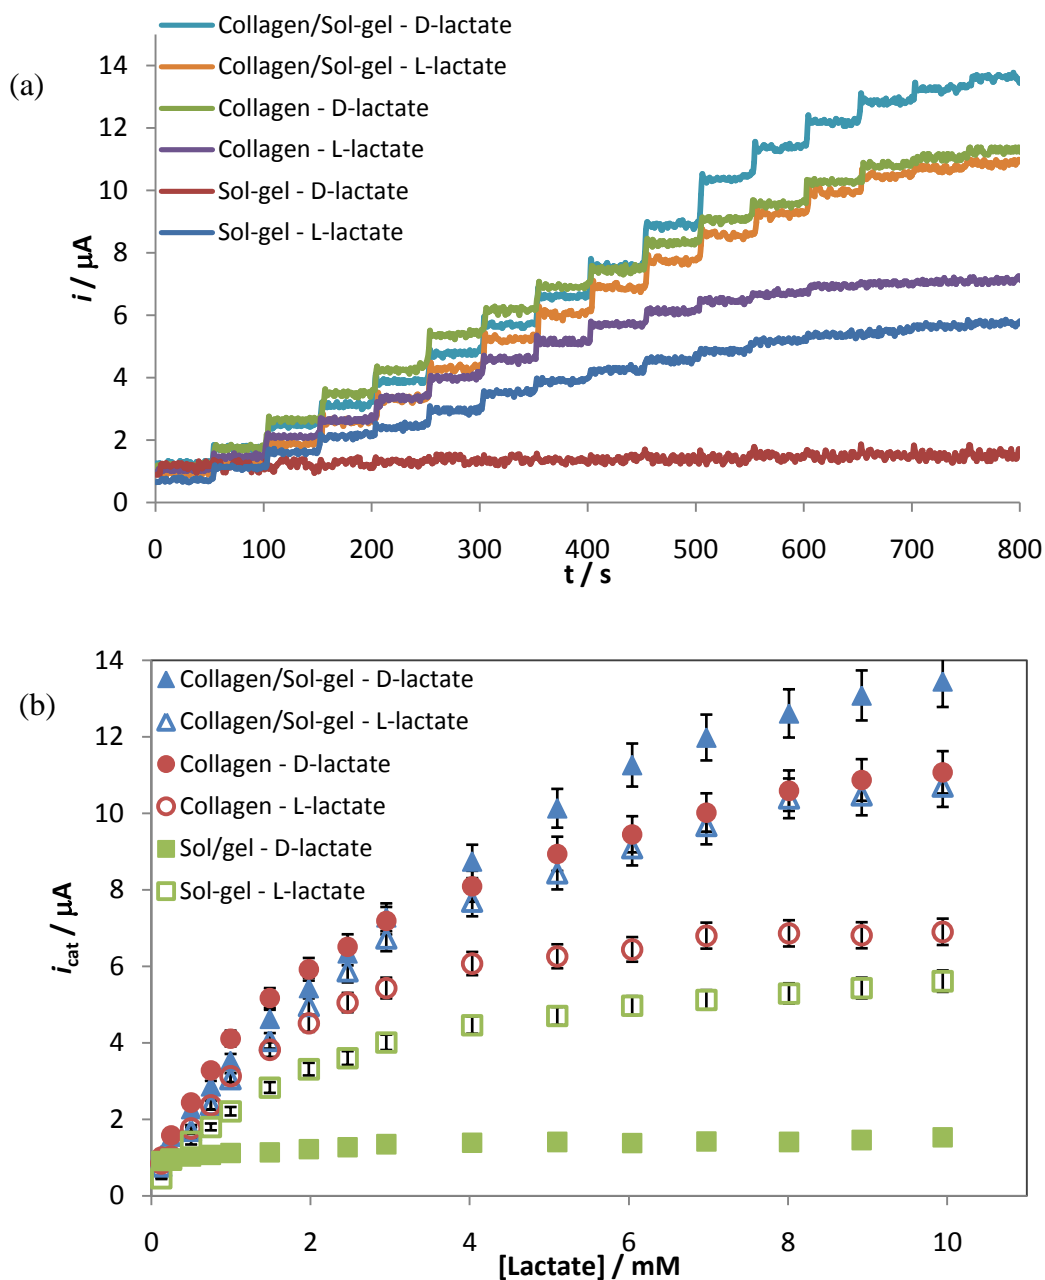 (a)
Collagen/Sol-gel - D-lactate
Collagen/Sol-gel - L-lactate
Collagen - D-lactate
Collagen - L-lactate
Sol-gel - D-lactate
Sol-gel - L-lactate
i / μA
14
12
10
8
6
4
2
0
0 100 200 300 400 500 600 700 800
t / s
(b)
Collagen/Sol-gel - D-lactate
Collagen/Sol-gel - L-lactate
Collagen - D-lactate
Collagen - L-lactate
Sol/gel - D-lactate
Sol-gel - L-lactate
icat / μA
14
12
10
8
6
4
2
0
0 2 4 6 8 10
[Lactate] / mM